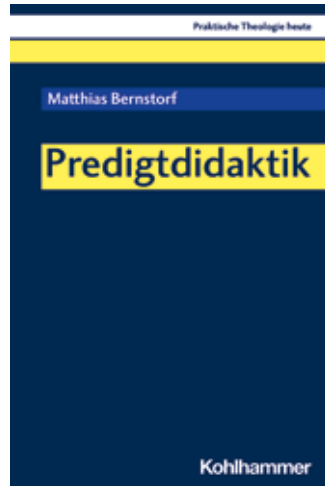 Praktische Theologie heute
Matthias Bernstorf
Predigtdidaktik
Kohlhammer